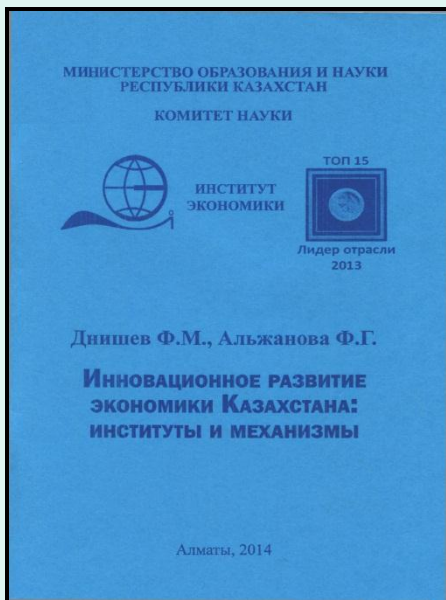 МИНИСТЕРСТВО ОБРАЗОВАНИЯ И НАУКИ
РЕСПУБЛИКИ КАЗАХСТАН
КОМИТЕТ НАУКИ
ИНСТИТУТ
ЭКОНОМИКИ
ТОП 15
Лидер отрасли
2013
Днишев Ф.М., Альжанова Ф.Г.
Инновационное развитие
экономики Казахстана:
институты и механизмы
Алматы, 2014